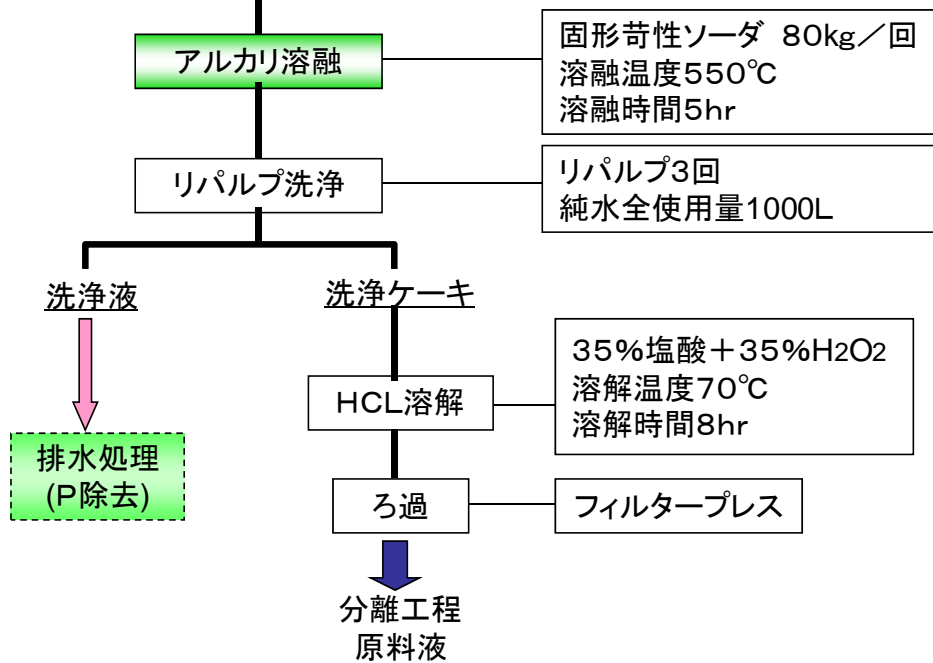 アルカリ溶融
固形苛性ソーダ 80kg／回
溶融温度550℃
溶融時間5hr
リパルプ洗浄
リパルプ3回
純水全使用量1000L
洗浄液
洗浄ケーキ
35%塩酸＋35%H2O2
溶解温度70℃
溶解時間8hr
HCL溶解
排水処理
(P除去)
ろ過
フィルタープレス
分離工程
原料液